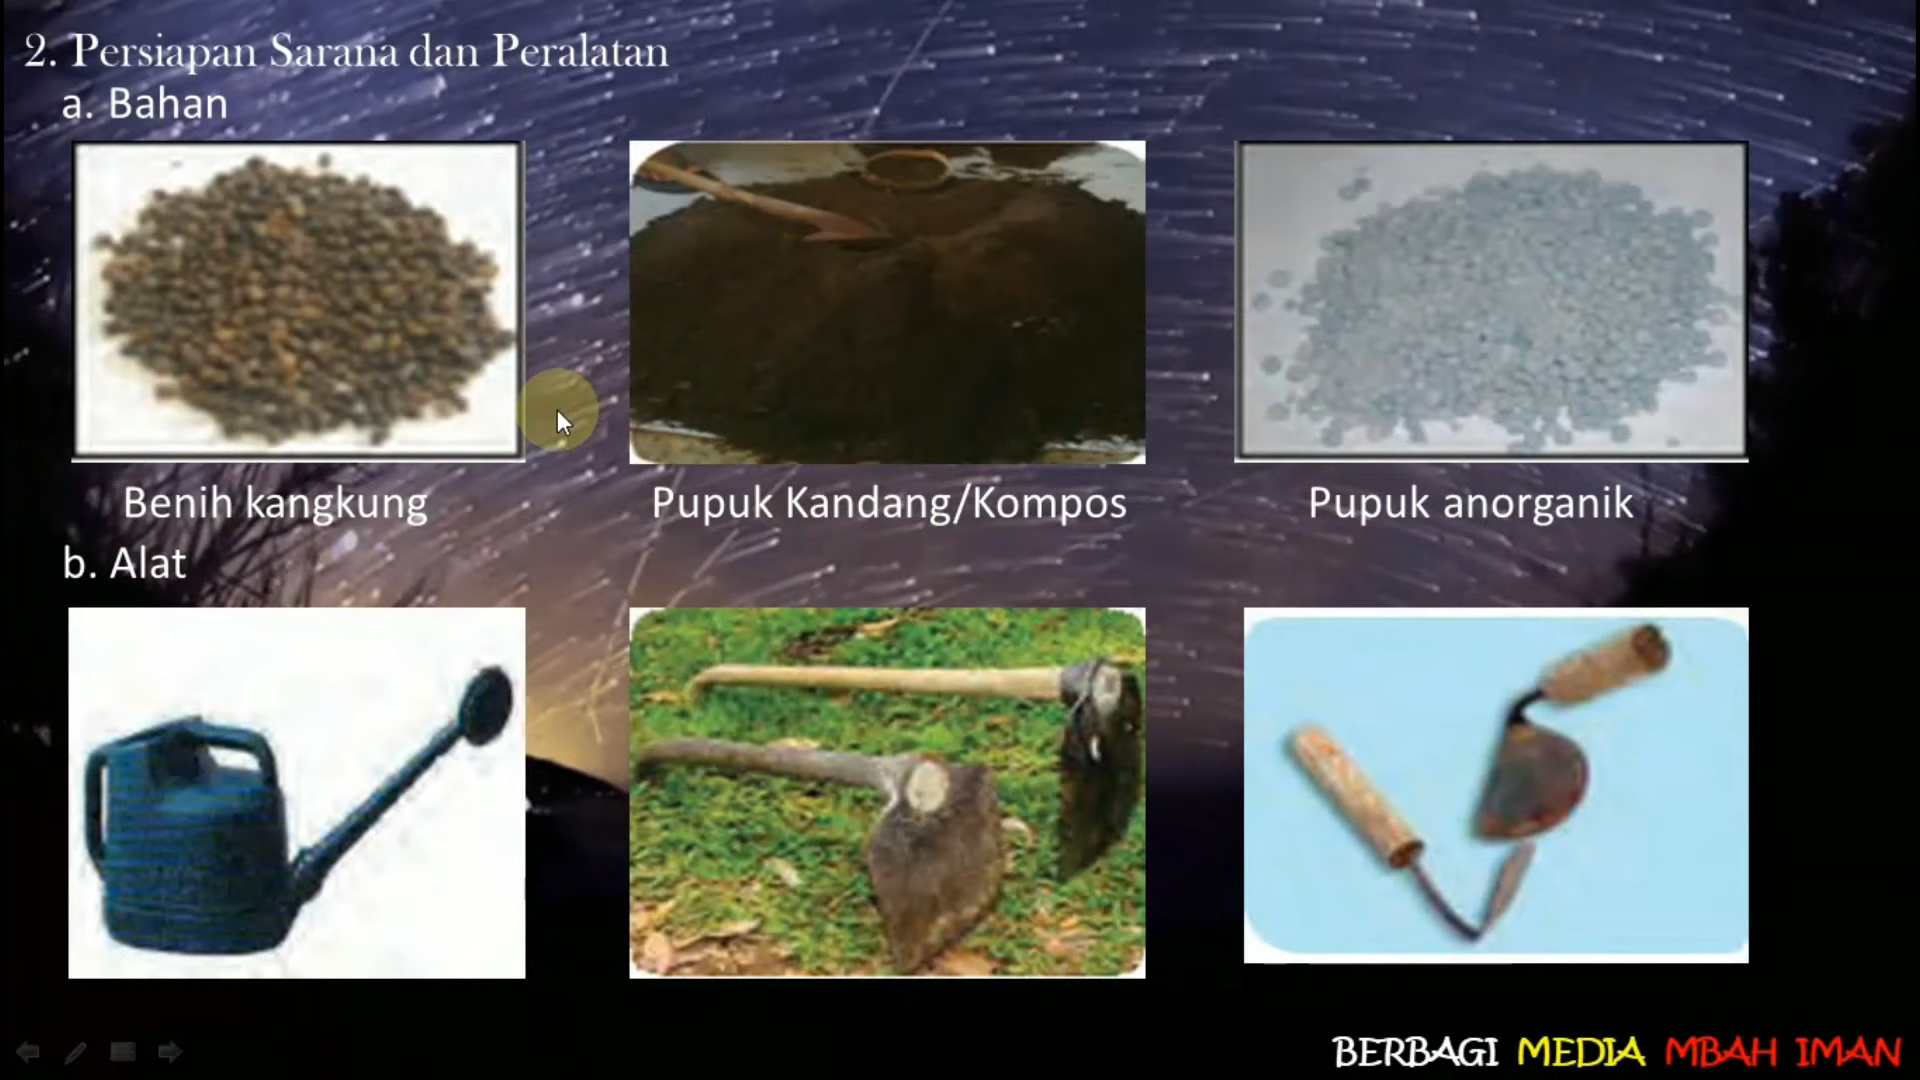 2. Persiapan Sarana dan Peralatan
a. Bahan
Benih kangkung
Pupuk Kandang/Kompos
Pupuk anorganik
b. Alat
BERBAGI MEDIA MBAH IMAN